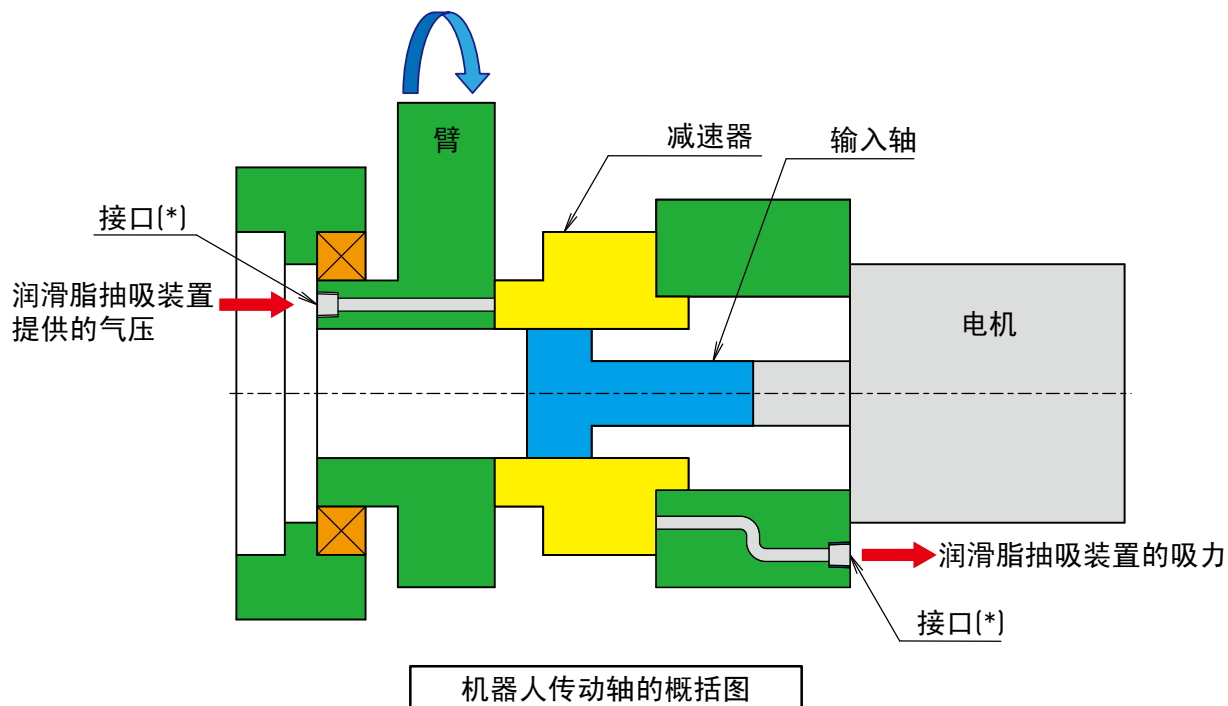 臂
减速器
输入轴
接口(*)
润滑脂抽吸装置
提供的气压
电机
润滑脂抽吸装置的吸力
接口(*)
机器人传动轴的概括图